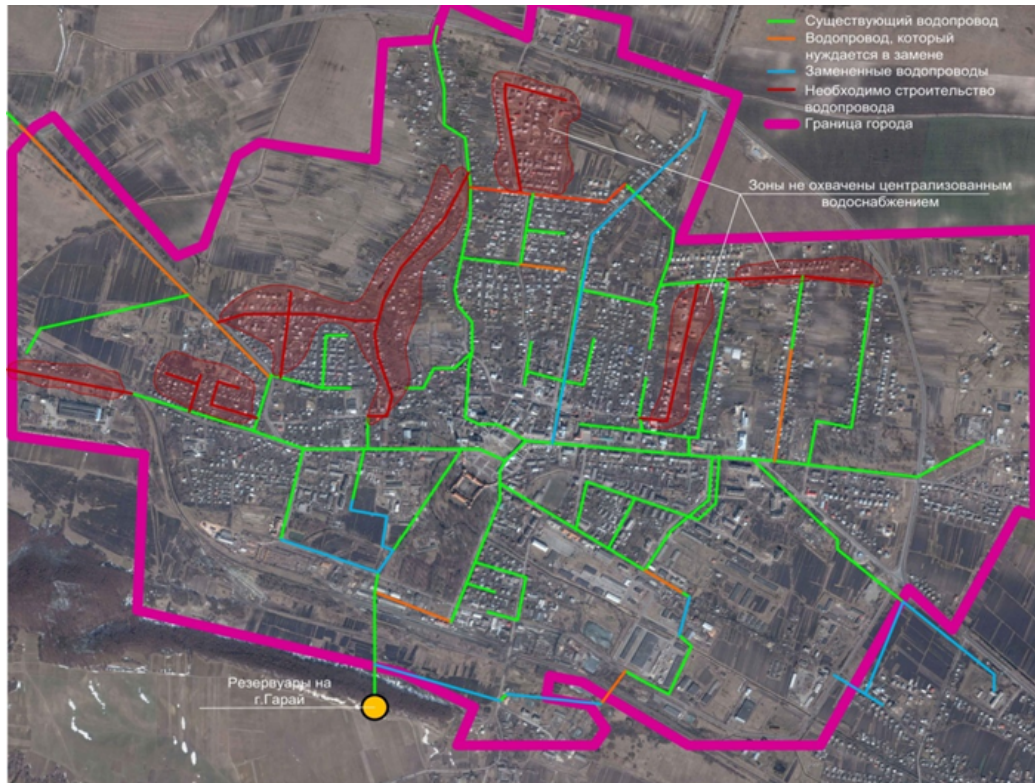 Существующий водопровод
Водопровод, который
нуждается в замене
Замененные водопроводы
Необходимо строительство
водопровода
Граница города
Зоны не охвачены централизованным
водоснабжением
Резервуары на
г.Гарай